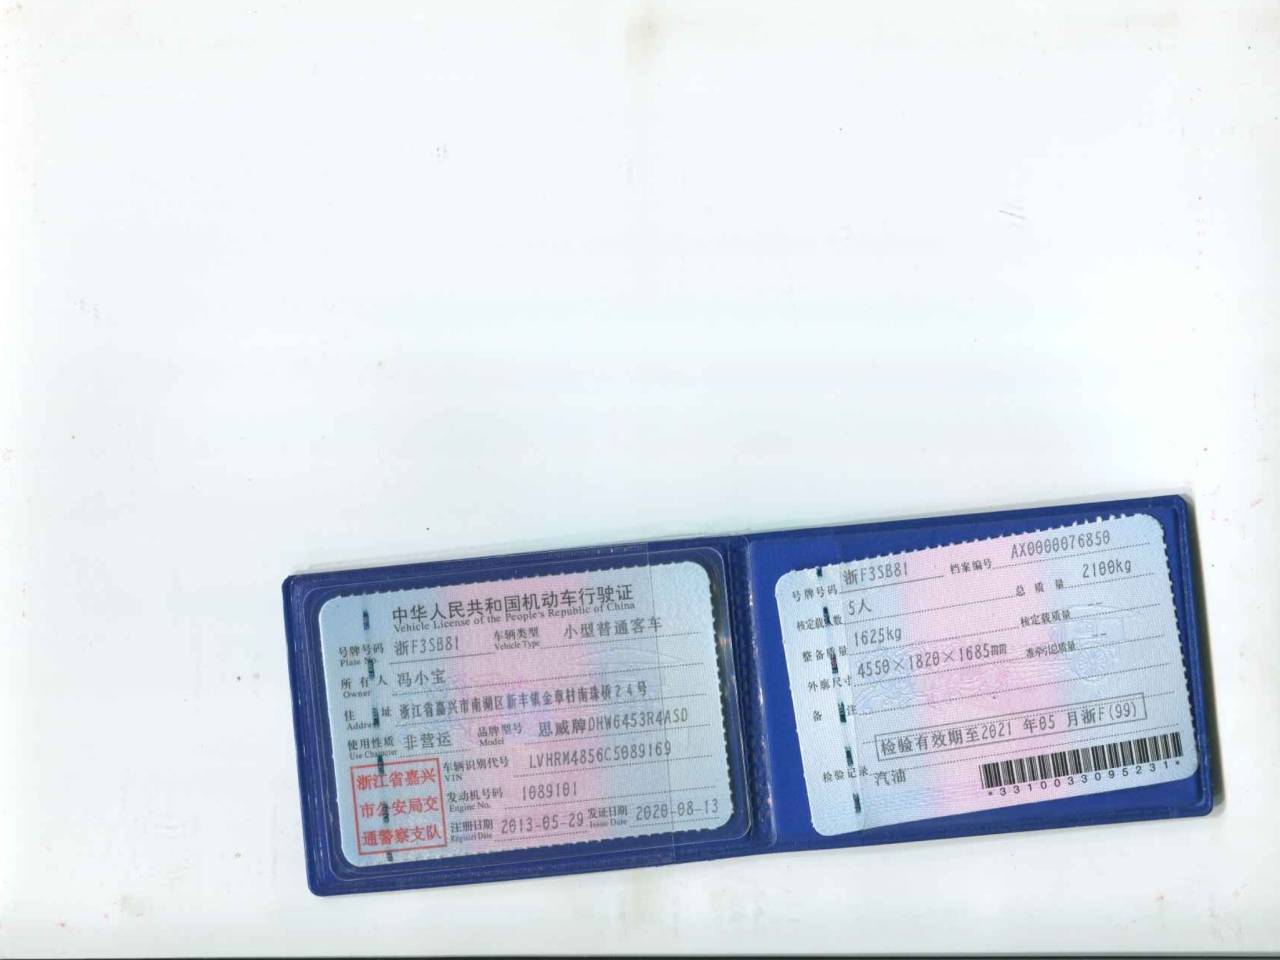 中华人民共和国机动车行驶证
Vehicle License of the People's Republic of China
号牌号码 浙F3SB81 车辆类型 小型普通客车
Plate No. Vehicle Type
所有人 冯小宝
Owner
住址 浙江省嘉兴市南湖区新丰镇金章村南珠桥24号
Address
使用性质 非营运 品牌型号 思威牌DHW6453R4ASD
Use Character Model
浙江省嘉兴
市公安局交
通警察支队
车辆识别代号 LVHRM4856C5089169
VIN
发动机号码 1089101
Engine No.
注册日期 2013-05-29 发证日期 2020-08-13
Register Date Issue Date
号牌号码 浙F3SB81 档案编号 AX0000076850
核定载人数 5人 总质量 2100kg
整备质量 1625kg 核定载质量 --
外廓尺寸 4550×1820×1685mm 准牵引总质量 --
备注
检验有效期至2021 年05 月浙F(99)
检验记录 汽油
*3310033095231*